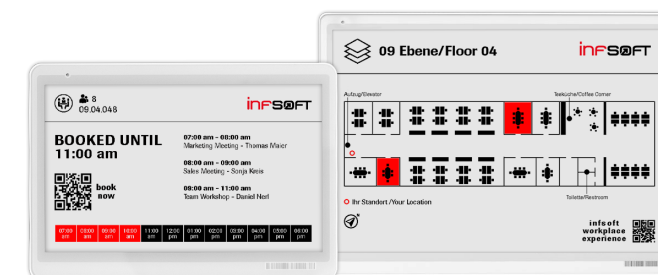 8
09.04.048
infsoft
BOOKED UNTIL
11:00 am
book
now
07:00 am - 08:00 am
Marketing Meeting - Thomas Maier
08:00 am - 09:00 am
Sales Meeting - Sonja Kreis
09:00 am - 11:00 am
Team Workshop - Daniel Nerl
07:00 am 08:00 am 09:00 am 10:00 am 11:00 am 12:00 pm 01:00 pm 02:00 pm 03:00 pm 04:00 pm 05:00 pm 06:00 pm
09 Ebene/Floor 04
infsoft
Aufzug/Elevator
Teeküche/Coffee Corner
Ihr Standort/Your Location
Toilette/Restroom
N
infsoft
workplace
experience